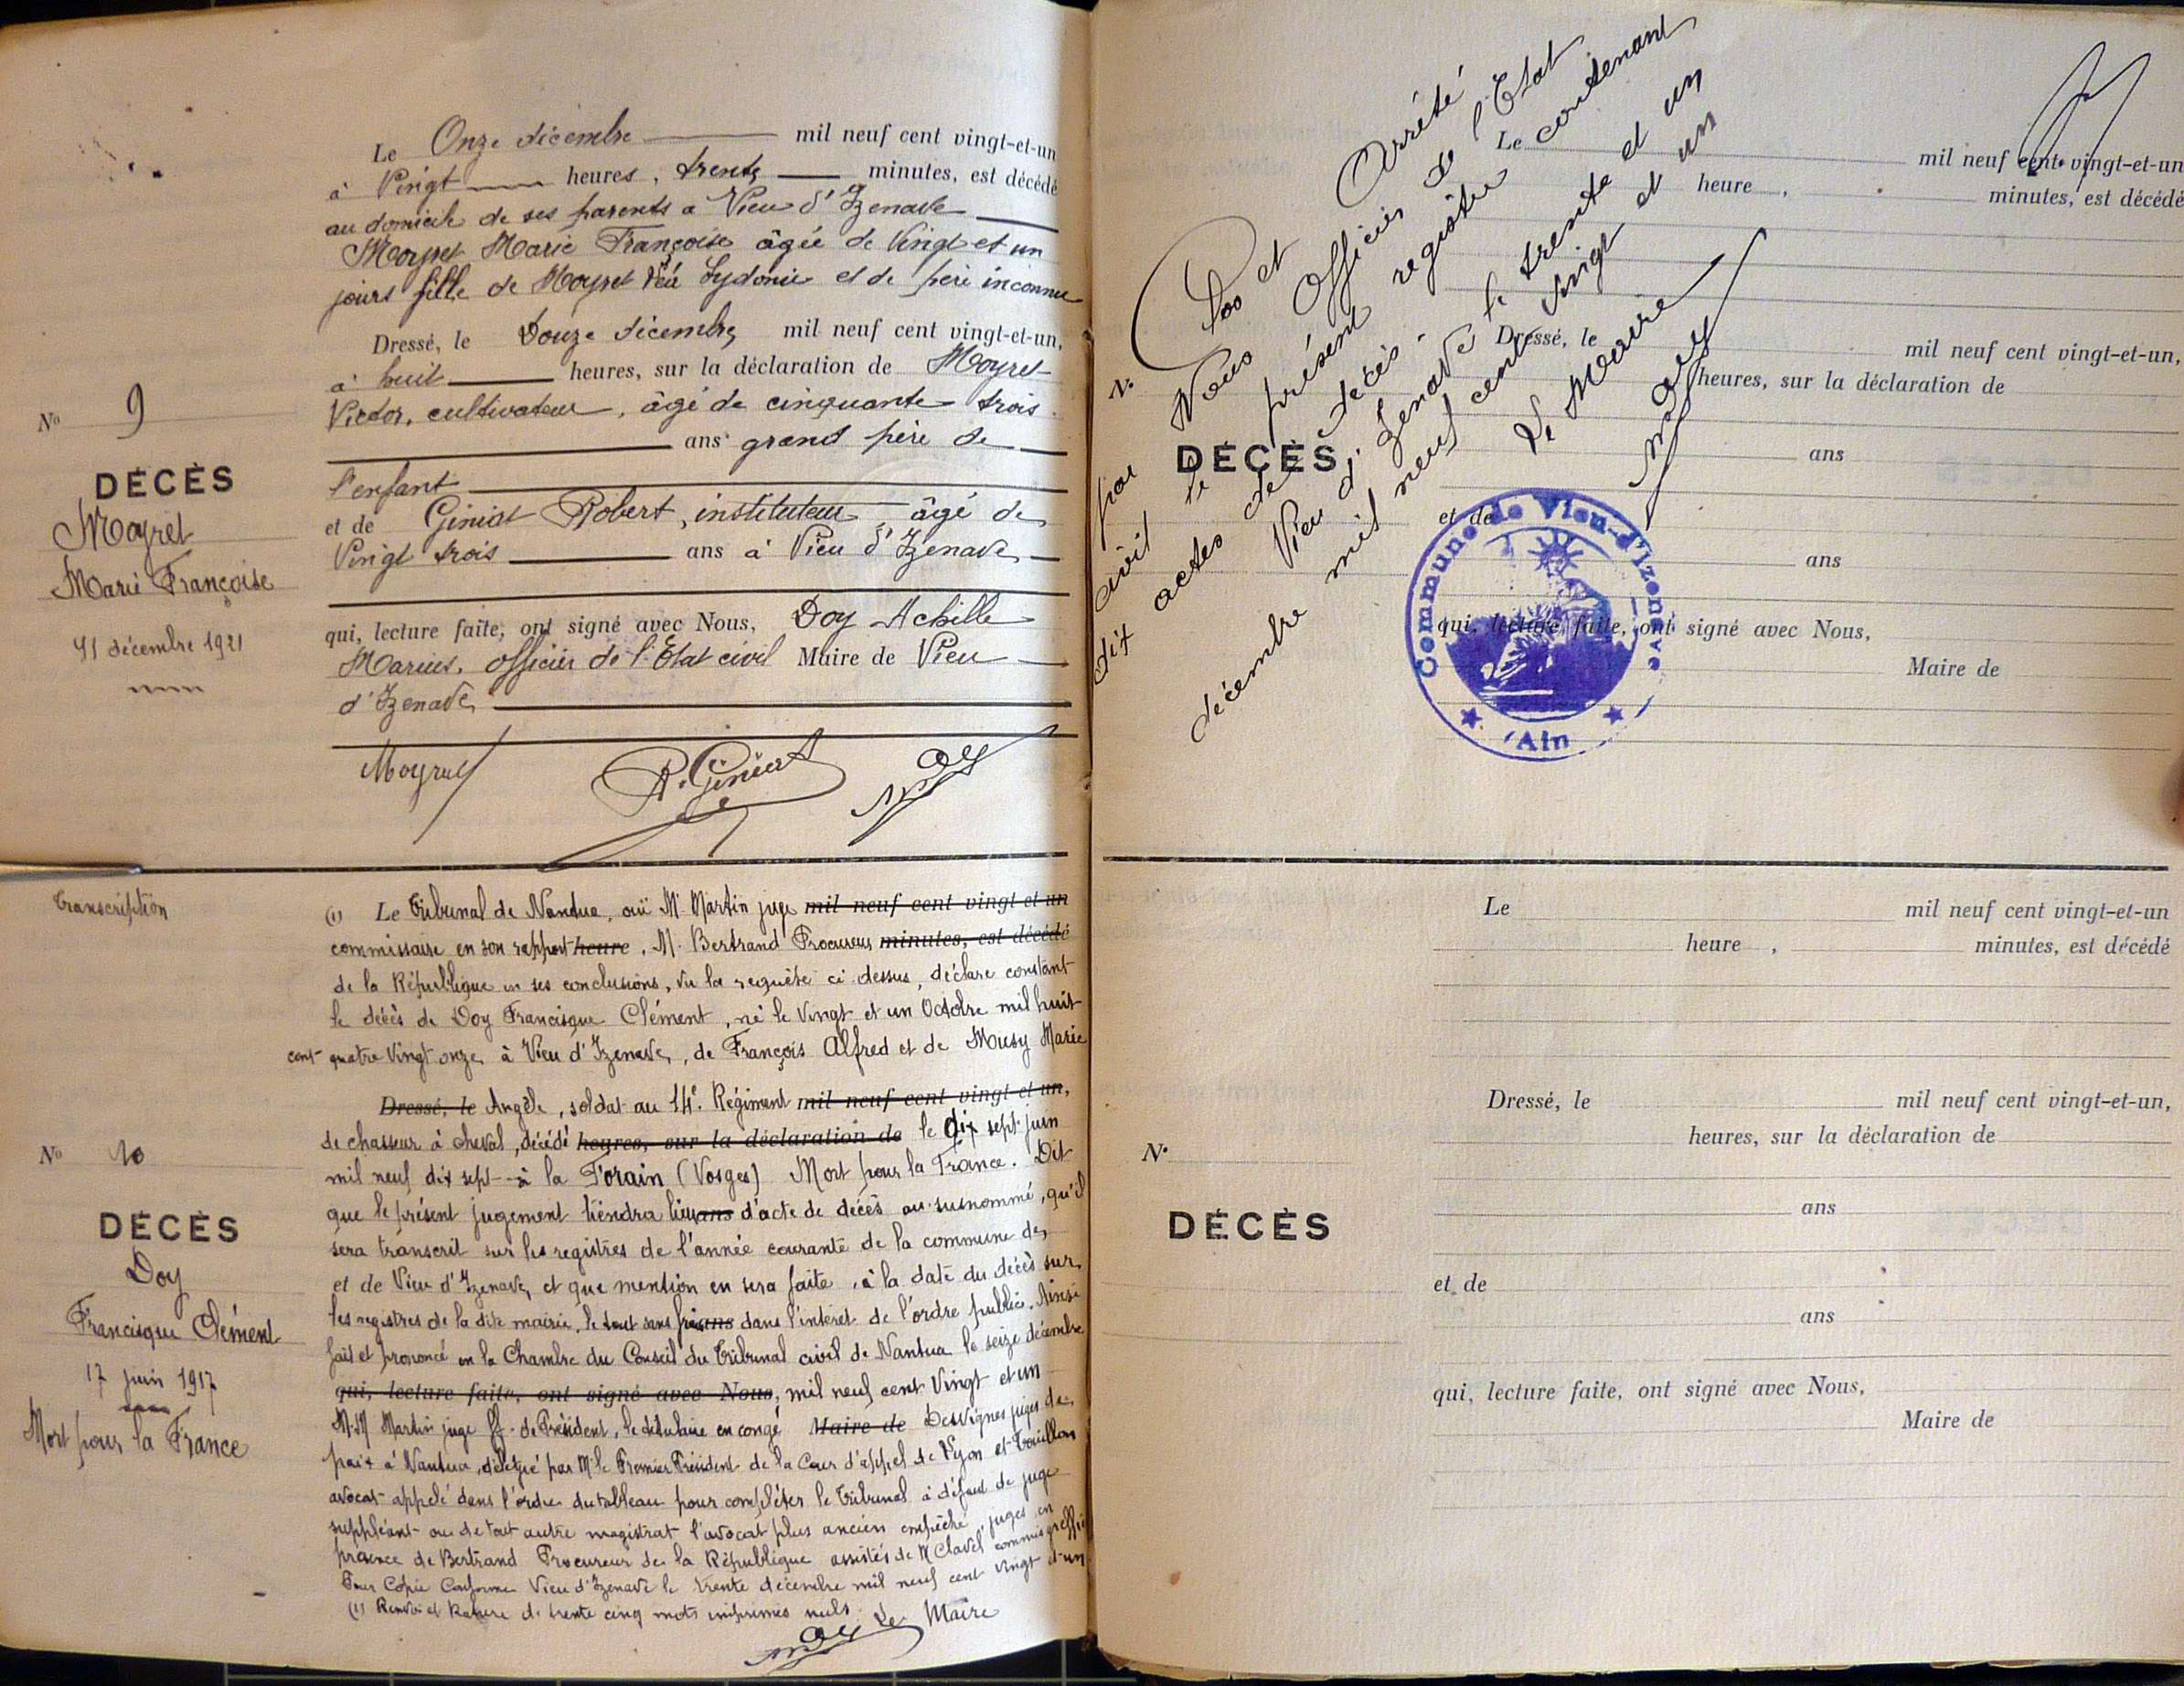 Le Onze décembre mil neuf cent vingt-et-un
à Vingt heures, trente minutes, est décédé
au domicile de ses parents a Vieu d'Izenave
Moyret Marie Françoise âgée de Vingt et un
jours fille de Moyret Léa Sydonie et de père inconnu
Dressé, le Douze décembre mil neuf cent vingt-et-un,
à huit heures, sur la déclaration de Moyret
Victor, cultivateur, âgé de cinquante trois
ans grand père de
l'enfant
et de Giniat Robert, instituteur âgé de
Vingt trois ans à Vieu d'Izenave
qui, lecture faite, ont signé avec Nous, Doy Achille
Marius, officier de l'Etat civil Maire de Vieu
d'Izenave
Moyret
R. Giniat
Doy
No 9
DÉCÈS
Moyret
Marie Françoise
11 décembre 1921
Transcription
(1) Le Tribunal de Nantua, ouï M. Martin juge mil neuf cent vingt-et-un
commissaire en son rapport heure, M. Bertrand Procureur minutes, est décédé
de la République en ses conclusions, vu la requête ci dessus, déclare constant
le décès de Doy Francisque Clément, né le Vingt et un Octobre mil huit
cent quatre Vingt onze à Vieu d'Izenave, de François Alfred et de Musy Marie
Dressé, le Angèle, soldat au 14e Régiment mil neuf cent vingt-et-un,
de chasseur à cheval, décédé heures, sur la déclaration de le dix sept juin
mil neuf dix sept à la Forain (Vosges) Mort pour la France. Dit
que le présent jugement tiendra lieu ans d'acte de décès au susnommé, qu'il
sera transcrit sur les registres de l'année courante de la commune de
et de Vieu d'Izenave, et que mention en sera faite, à la date du décès sur
les registres de la dite mairie, le tout sans frais ans dans l'intérêt de l'ordre public. Ainsi
fait et prononcé en la Chambre du Conseil du Tribunal civil de Nantua le seize décembre
qui, lecture faite, ont signé avec Nous, mil neuf cent Vingt et un
M.M Martin juge ff. de Président, le titulaire en congé Maire de Desvignes juge de
paix à Nantua, délégué par Mr le Premier Président de la Cour d'appel de Lyon et
avocat appelé dans l'ordre du tableau pour compléter le Tribunal à défaut de juge
suppléant ou de tout autre magistrat l'avocat plus ancien empêché, juges en
présence de Bertrand Procureur de la République assistés de M Clavel commis greffier
Pour Copie Conforme Vieu d'Izenave le trente décembre mil neuf cent vingt et un
(1) Renvoi et Rature de trente cinq mots imprimés nuls. Le Maire
Doy
No 10
DÉCÈS
Doy
Francisque Clément
17 juin 1917
Mort pour la France
Clos et Arrêté
par Nous Officier de l'Etat
civil le présent registre contenant
dix actes de décès.
Vieu d'Izenave le trente et un
décembre mil neuf cent vingt et un
Le Maire
Doy
Commune de Vieu-d'Izenave
Ain
Le mil neuf cent vingt-et-un
heure, minutes, est décédé
Dressé, le mil neuf cent vingt-et-un,
heures, sur la déclaration de
N°
DÉCÈS
ans
et de
ans
qui, lecture faite, ont signé avec Nous,
Maire de
Le mil neuf cent vingt-et-un
heure, minutes, est décédé
Dressé, le mil neuf cent vingt-et-un,
heures, sur la déclaration de
N°
DÉCÈS
ans
et de
ans
qui, lecture faite, ont signé avec Nous,
Maire de